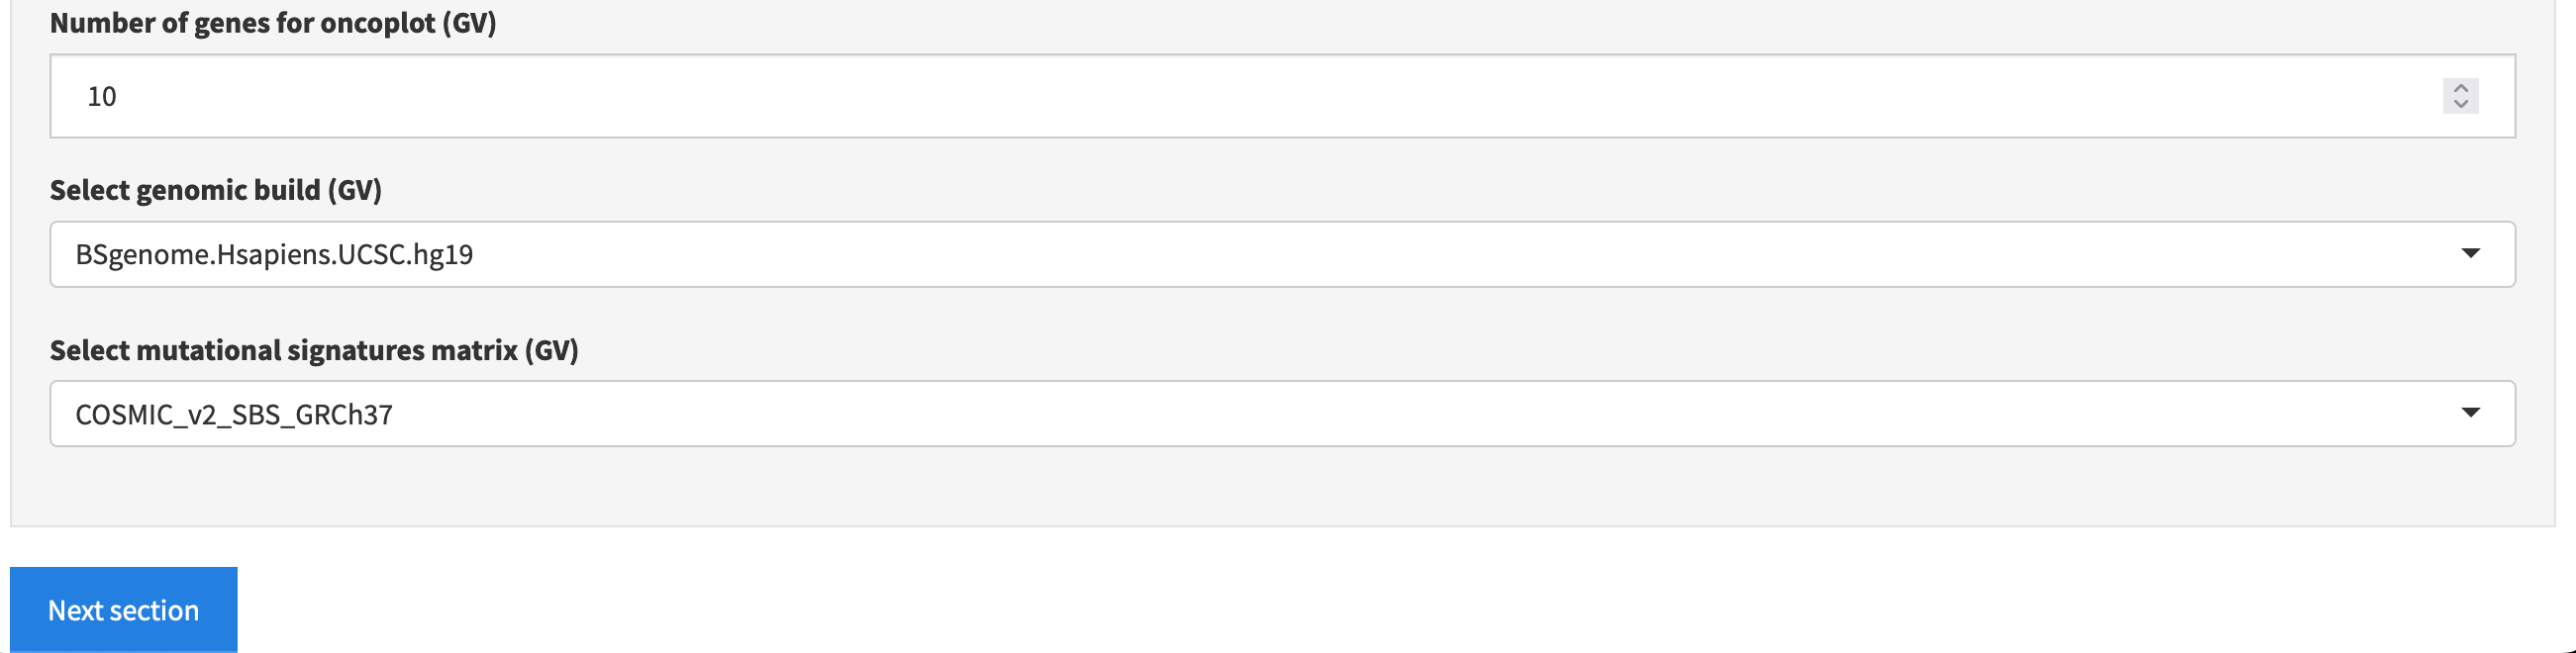 Number of genes for oncoplot (GV)
10
Select genomic build (GV)
BSgenome.Hsapiens.UCSC.hg19
Select mutational signatures matrix (GV)
COSMIC_v2_SBS_GRCh37
Next section